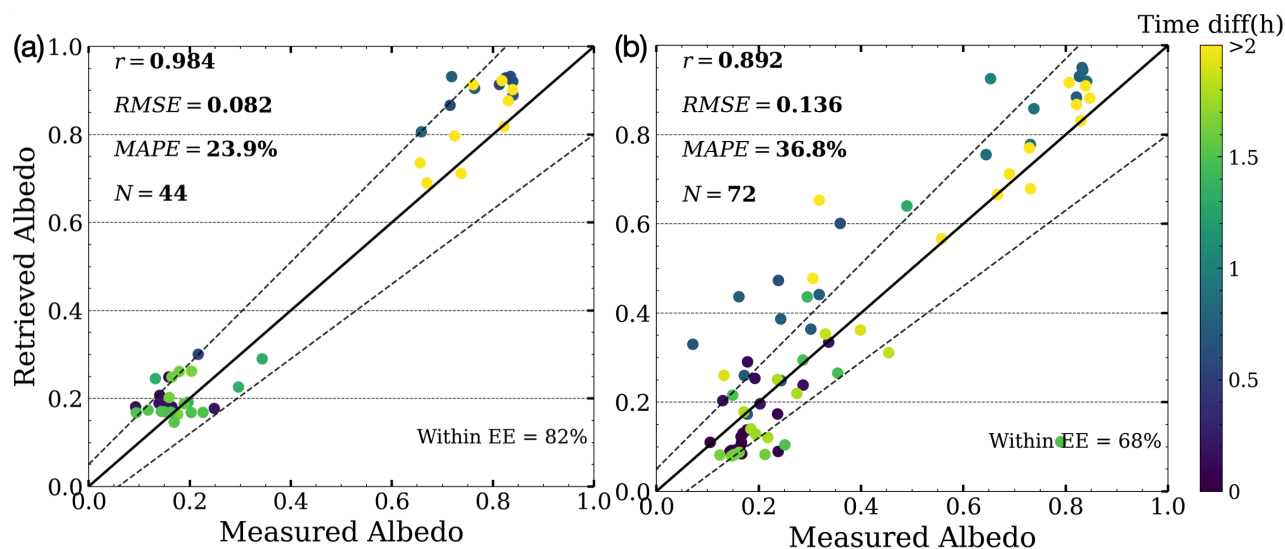 Time diff(h)
(a)
r = 0.984
RMSE = 0.082
MAPE = 23.9%
N = 44
Within EE = 82%
1.0
0.8
0.6
0.4
0.2
0.0
0.0 0.2 0.4 0.6 0.8 1.0
Retrieved Albedo
Measured Albedo
(b)
r = 0.892
RMSE = 0.136
MAPE = 36.8%
N = 72
Within EE = 68%
1.0
0.8
0.6
0.4
0.2
0.0
0.0 0.2 0.4 0.6 0.8 1.0
Measured Albedo
>2
1.5
1
0.5
0